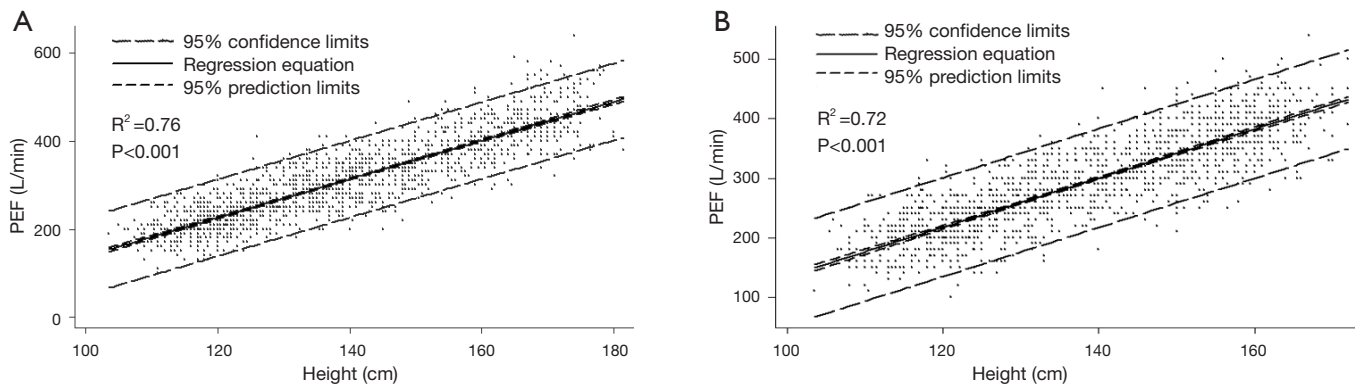 A
600
400
200
0
PEF (L/min)
95% confidence limits
Regression equation
95% prediction limits
R²=0.76
P<0.001
100 120 140 160 180
Height (cm)
B
500
400
300
200
100
PEF (L/min)
95% confidence limits
Regression equation
95% prediction limits
R²=0.72
P<0.001
100 120 140 160
Height (cm)